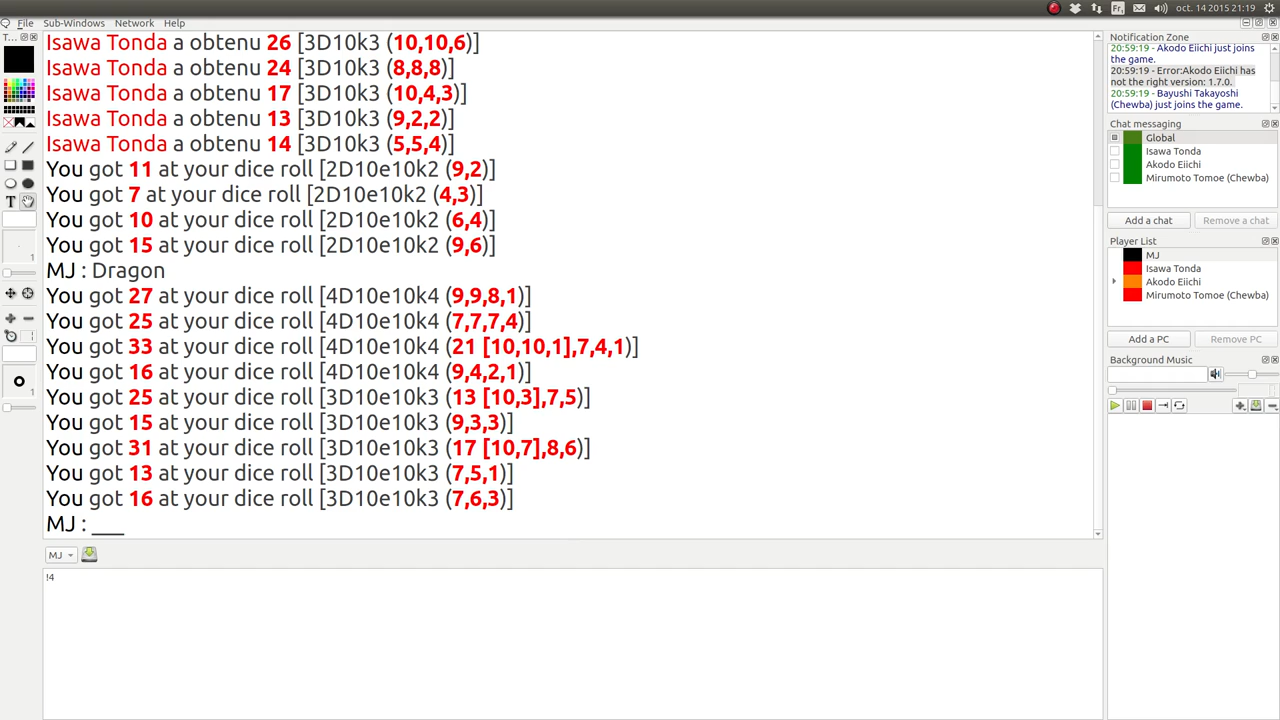 Fr₁ oct. 14 2015 21:19
File Sub-Windows Network Help
T...
Isawa Tonda a obtenu 26 [3D10k3 (10,10,6)]
Isawa Tonda a obtenu 24 [3D10k3 (8,8,8)]
Isawa Tonda a obtenu 17 [3D10k3 (10,4,3)]
Isawa Tonda a obtenu 13 [3D10k3 (9,2,2)]
Isawa Tonda a obtenu 14 [3D10k3 (5,5,4)]
You got 11 at your dice roll [2D10e10k2 (9,2)]
You got 7 at your dice roll [2D10e10k2 (4,3)]
You got 10 at your dice roll [2D10e10k2 (6,4)]
You got 15 at your dice roll [2D10e10k2 (9,6)]
MJ : Dragon
You got 27 at your dice roll [4D10e10k4 (9,9,8,1)]
You got 25 at your dice roll [4D10e10k4 (7,7,7,4)]
You got 33 at your dice roll [4D10e10k4 (21 [10,10,1],7,4,1)]
You got 16 at your dice roll [4D10e10k4 (9,4,2,1)]
You got 25 at your dice roll [3D10e10k3 (13 [10,3],7,5)]
You got 15 at your dice roll [3D10e10k3 (9,3,3)]
You got 31 at your dice roll [3D10e10k3 (17 [10,7],8,6)]
You got 13 at your dice roll [3D10e10k3 (7,5,1)]
You got 16 at your dice roll [3D10e10k3 (7,6,3)]
MJ : ___
MJ
!4
T
1
1
Notification Zone
20:59:19 - Akodo Eiichi just joins
the game.
20:59:19 - Error:Akodo Eiichi has
not the right version: 1.7.0.
20:59:19 - Bayushi Takayoshi
(Chewba) just joins the game.
Chat messaging
Global
Isawa Tonda
Akodo Eiichi
Mirumoto Tomoe (Chewba)
Add a chat Remove a chat
Player List
MJ
Isawa Tonda
Akodo Eiichi
Mirumoto Tomoe (Chewba)
Add a PC Remove PC
Background Music